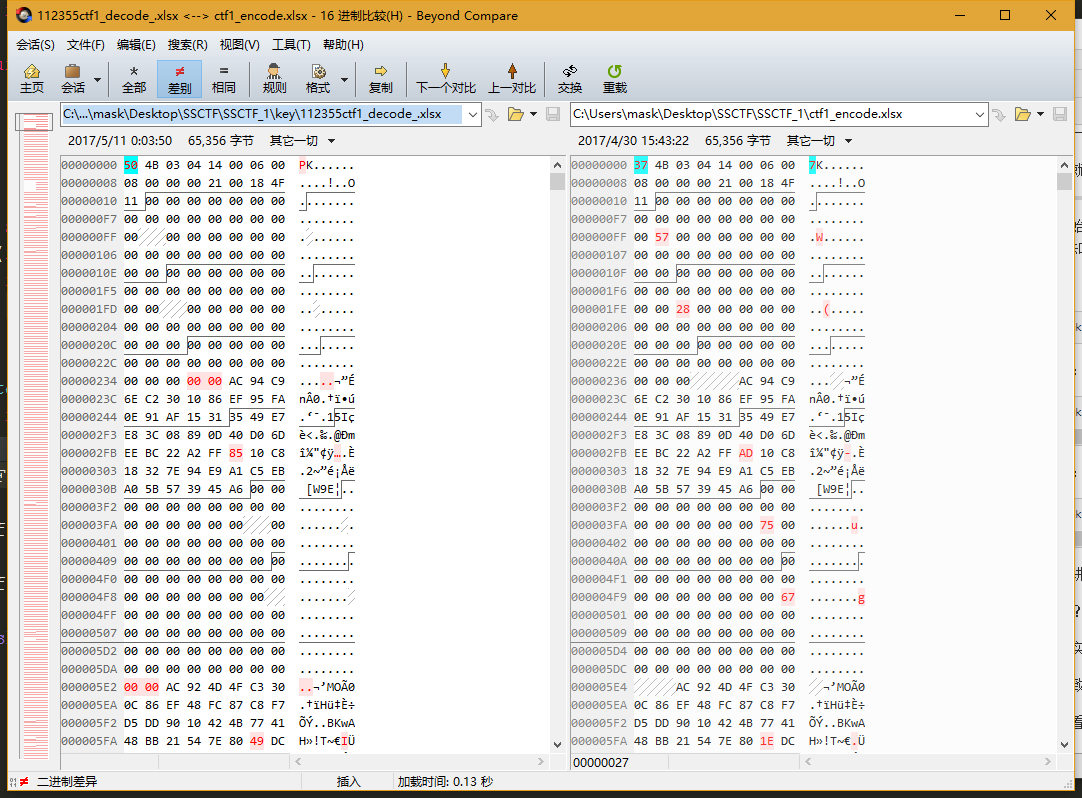 112355ctf1_decode_.xlsx <--> ctf1_encode.xlsx - 16 进制比较(H) - Beyond Compare
会话(S) 文件(F) 编辑(E) 搜索(R) 视图(V) 工具(T) 帮助(H)
主页 会话 全部 差别 相同 规则 格式 复制 下一个对比 上一对比 交换 重载
C:\...\mask\Desktop\SSCTF\SSCTF_1\key\112355ctf1_decode_.xlsx C:\Users\mask\Desktop\SSCTF\SSCTF_1\ctf1_encode.xlsx
2017/5/11 0:03:50 65,356 字节 其它一切 2017/4/30 15:43:22 65,356 字节 其它一切
00000000 50 4B 03 04 14 00 06 00 PK...... 00000000 37 4B 03 04 14 00 06 00 7K......
00000008 08 00 00 00 21 00 18 4F ....!..O 00000008 08 00 00 00 21 00 18 4F ....!..O
00000010 11 00 00 00 00 00 00 00 ........ 00000010 11 00 00 00 00 00 00 00 ........
000000F7 00 00 00 00 00 00 00 00 ........ 000000F7 00 00 00 00 00 00 00 00 ........
000000FF 00 00 00 00 00 00 00 ....... 000000FF 00 57 00 00 00 00 00 00 .W......
00000106 00 00 00 00 00 00 00 00 ........ 00000107 00 00 00 00 00 00 00 00 ........
0000010E 00 00 00 00 00 00 00 00 ........ 0000010F 00 00 00 00 00 00 00 00 ........
000001F5 00 00 00 00 00 00 00 00 ........ 000001F6 00 00 00 00 00 00 00 00 ........
000001FD 00 00 00 00 00 00 00 ....... 000001FE 00 00 28 00 00 00 00 00 ..(.....
00000204 00 00 00 00 00 00 00 00 ........ 00000206 00 00 00 00 00 00 00 00 ........
0000020C 00 00 00 00 00 00 00 00 ........ 0000020E 00 00 00 00 00 00 00 00 ........
0000022C 00 00 00 00 00 00 00 00 ........ 0000022E 00 00 00 00 00 00 00 00 ........
00000234 00 00 00 00 00 AC 94 C9 .....¬”É 00000236 00 00 00 AC 94 C9 ...¬”É
0000023C 6E C2 30 10 86 EF 95 FA nÂ0.†ï•ú 0000023C 6E C2 30 10 86 EF 95 FA nÂ0.†ï•ú
00000244 0E 91 AF 15 31 35 49 E7 .‘¯.15Iç 00000244 0E 91 AF 15 31 35 49 E7 .‘¯.15Iç
000002F3 E8 3C 08 89 0D 40 D0 6D è<.‰.@Ðm 000002F3 E8 3C 08 89 0D 40 D0 6D è<.‰.@Ðm
000002FB EE BC 22 A2 FF 85 10 C8 î¼"¢ÿ….È 000002FB EE BC 22 A2 FF AD 10 C8 î¼"¢ÿ-.È
00000303 18 32 7E 94 E9 A1 C5 EB .2~”é¡Åë 00000303 18 32 7E 94 E9 A1 C5 EB .2~”é¡Åë
0000030B A0 5B 57 39 45 A6 00 00 [W9E¦.. 0000030B A0 5B 57 39 45 A6 00 00 [W9E¦..
000003F2 00 00 00 00 00 00 00 00 ........ 000003F2 00 00 00 00 00 00 00 00 ........
000003FA 00 00 00 00 00 00 00 ....... 000003FA 00 00 00 00 00 00 75 00 ......u.
00000401 00 00 00 00 00 00 00 00 ........ 00000402 00 00 00 00 00 00 00 00 ........
00000409 00 00 00 00 00 00 00 00 ........ 0000040A 00 00 00 00 00 00 00 00 ........
000004F0 00 00 00 00 00 00 00 00 ........ 000004F1 00 00 00 00 00 00 00 00 ........
000004F8 00 00 00 00 00 00 00 ....... 000004F9 00 00 00 00 00 00 00 67 .......g
000004FF 00 00 00 00 00 00 00 00 ........ 00000501 00 00 00 00 00 00 00 00 ........
00000507 00 00 00 00 00 00 00 00 ........ 00000509 00 00 00 00 00 00 00 00 ........
000005D2 00 00 00 00 00 00 00 00 ........ 000005D4 00 00 00 00 00 00 00 00 ........
000005DA 00 00 00 00 00 00 00 00 ........ 000005DC 00 00 00 00 00 00 00 00 ........
000005E2 00 00 AC 92 4D 4F C3 30 ..¬’MOÃ0 000005E4 AC 92 4D 4F C3 30 ¬’MOÃ0
000005EA 0C 86 EF 48 FC 87 C8 F7 .†ïHü‡È÷ 000005EA 0C 86 EF 48 FC 87 C8 F7 .†ïHü‡È÷
000005F2 D5 DD 90 10 42 4B 77 41 ÕÝ..BKwA 000005F2 D5 DD 90 10 42 4B 77 41 ÕÝ..BKwA
000005FA 48 BB 21 54 7E 80 49 DC H»!T~€IÜ 000005FA 48 BB 21 54 7E 80 1E DC H»!T~€.Ü
00000027
二进制差异 插入 加载时间: 0.13 秒